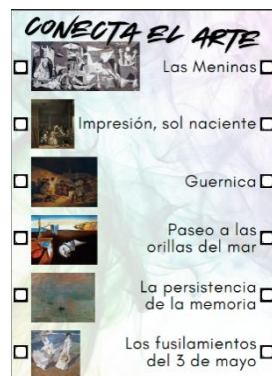 CONECTA EL ARTE
Las Meninas
Impresión, sol naciente
Guernica
Paseo a las
orillas del mar
La persistencia
de la memoria
Los fusilamientos
del 3 de mayo